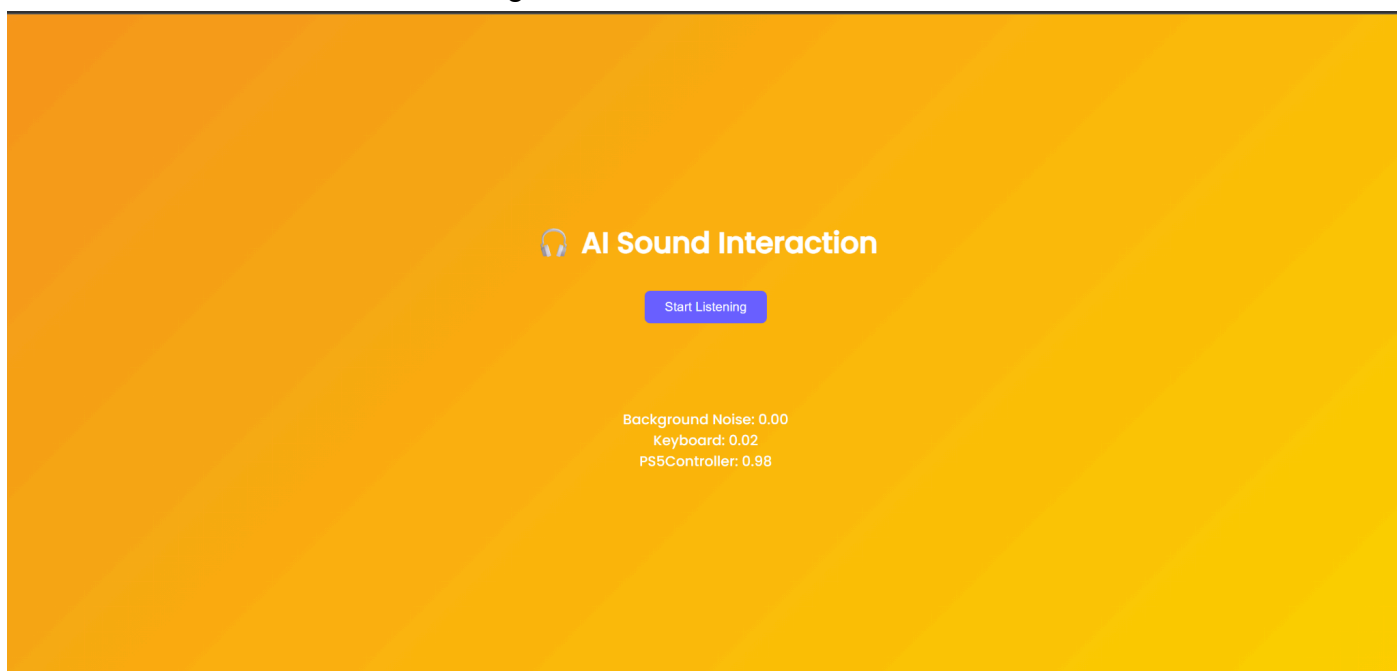 🎧 AI Sound Interaction
Start Listening
Background Noise: 0.00
Keyboard: 0.02
PS5Controller: 0.98